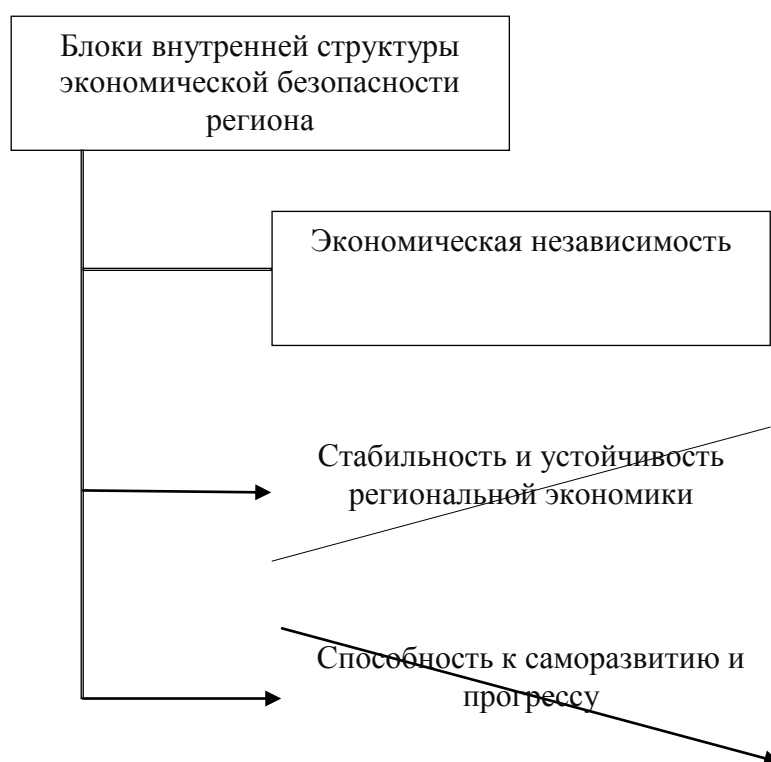 Блоки внутренней структуры
экономической безопасности
региона
Экономическая независимость
Стабильность и устойчивость
региональной экономики
Способность к саморазвитию и
прогрессу